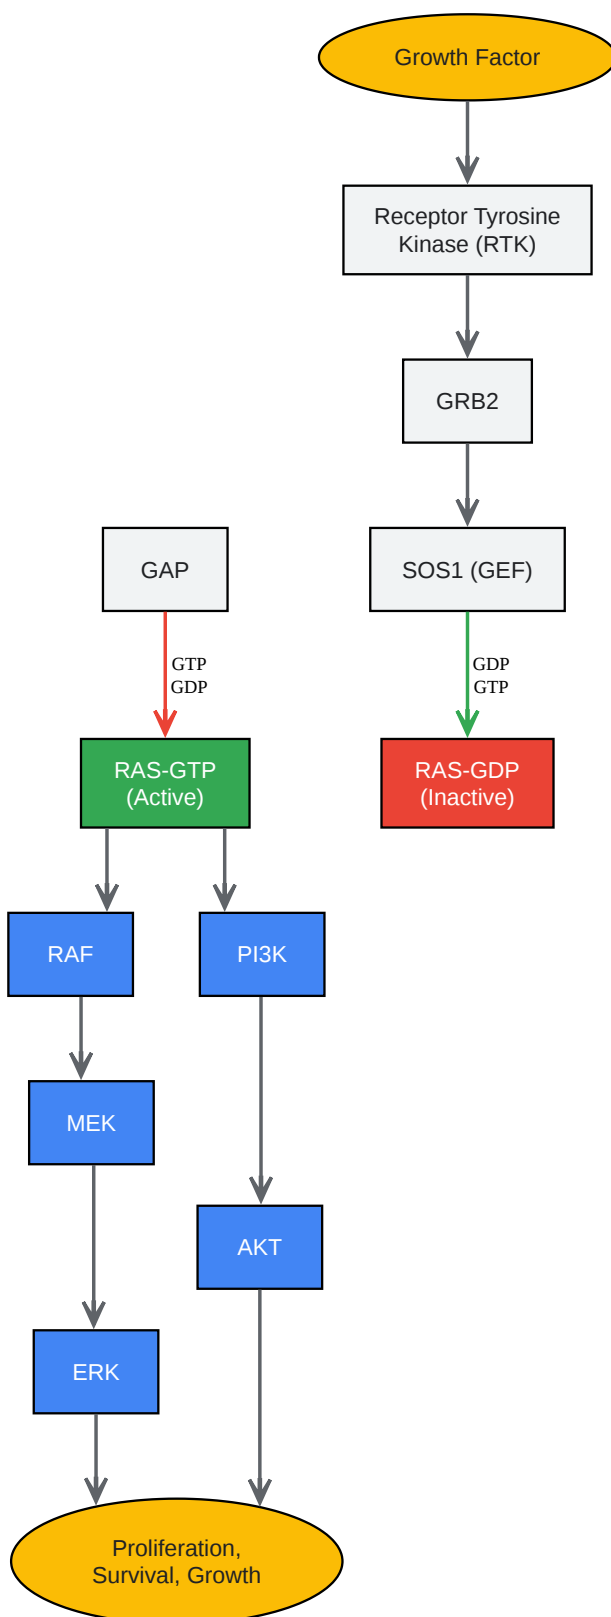 Growth Factor
Receptor Tyrosine
Kinase (RTK)
GRB2
GAP
SOS1 (GEF)
GTP
GDP
GDP
GTP
RAS-GTP
(Active)
RAS-GDP
(Inactive)
RAF
PI3K
MEK
AKT
ERK
Proliferation,
Survival, Growth